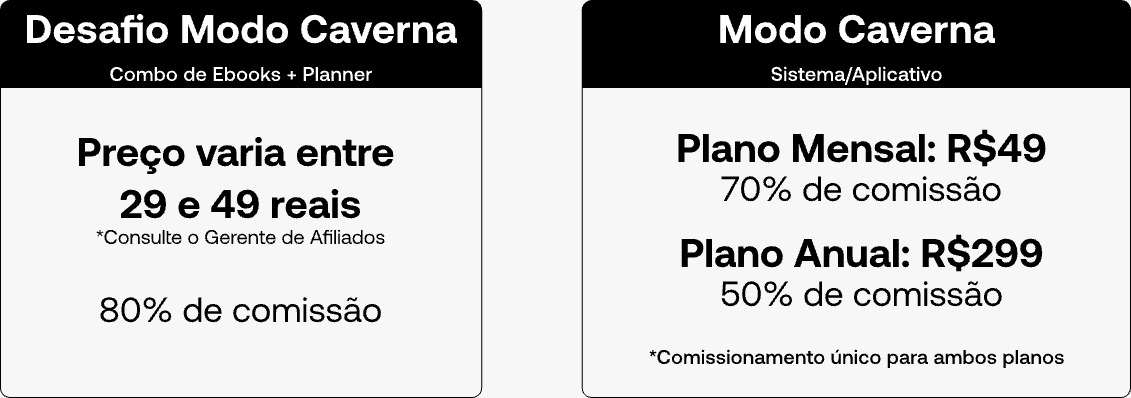 Desafio Modo Caverna
Combo de Ebooks + Planner
Preço varia entre
29 e 49 reais
*Consulte o Gerente de Afiliados
80% de comissão
Modo Caverna
Sistema/Aplicativo
Plano Mensal: R$49
70% de comissão
Plano Anual: R$299
50% de comissão
*Comissionamento único para ambos planos